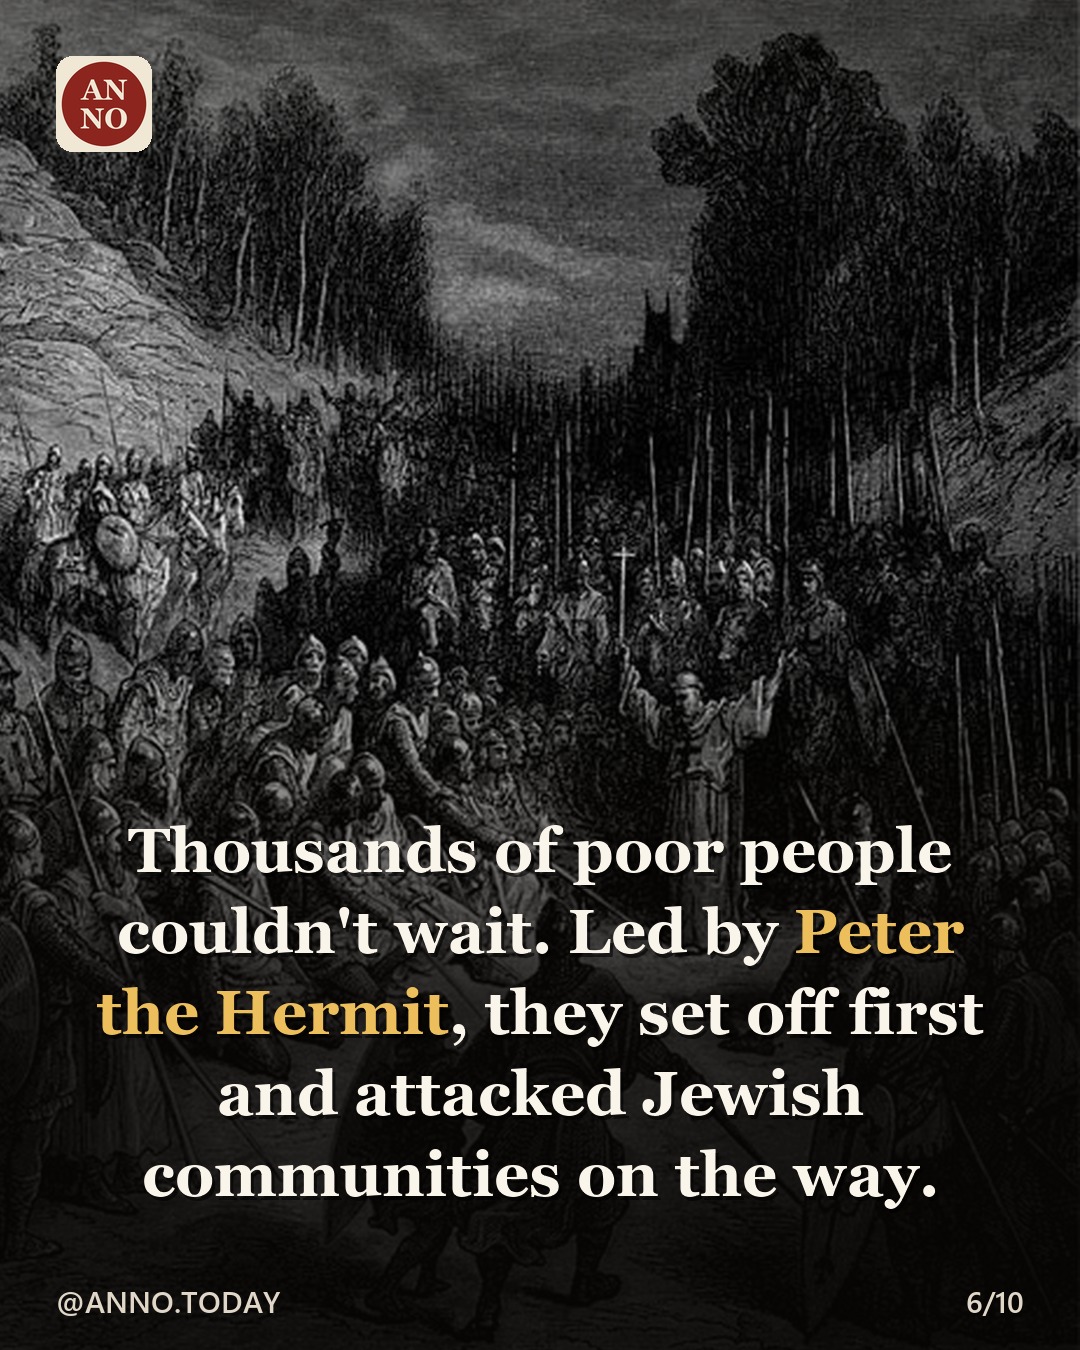 AN
NO
Thousands of poor people
couldn't wait. Led by Peter
the Hermit, they set off first
and attacked Jewish
communities on the way.
@ANNO.TODAY
6/10